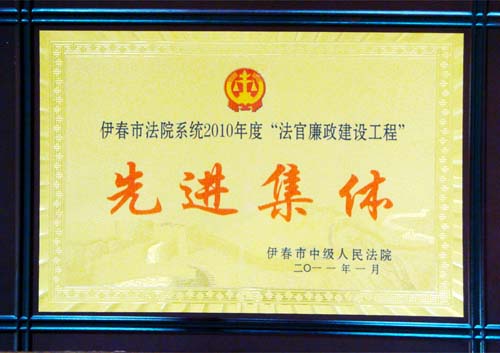 伊春市法院系统2010年度“法官廉政建设工程”
先进集体
伊春市中级人民法院
二〇一一年一月